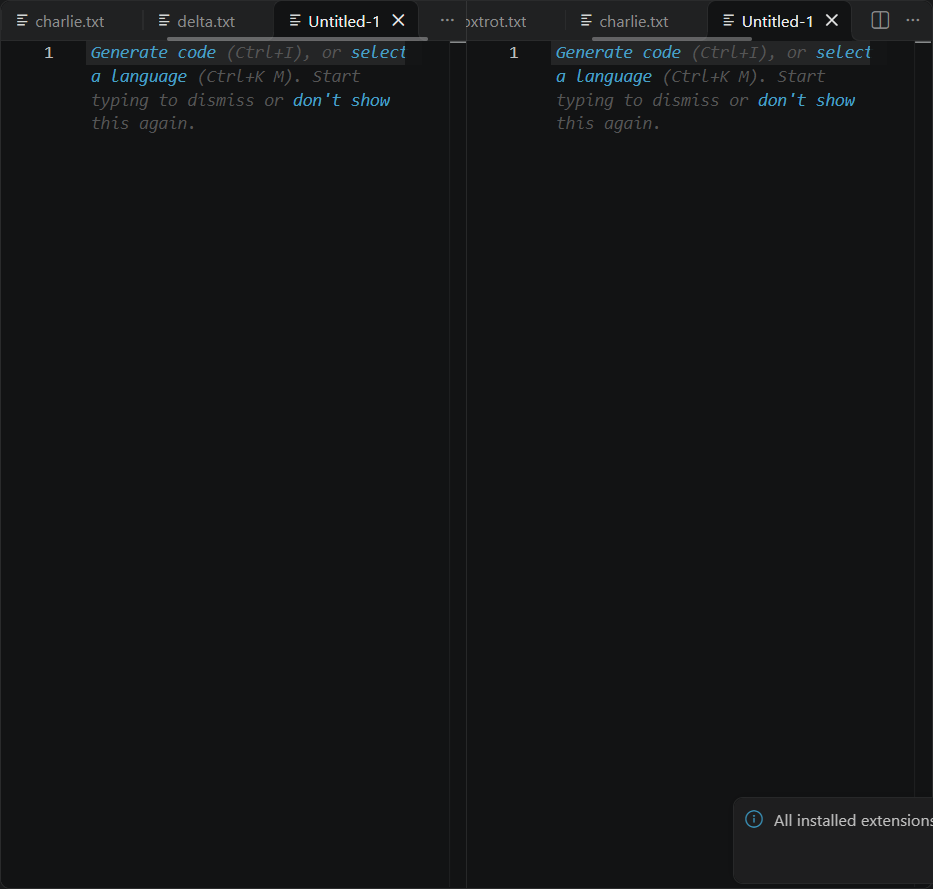 charlie.txt
delta.txt
Untitled-1
oxtrot.txt
charlie.txt
Untitled-1
1
Generate code (Ctrl+I), or select
a language (Ctrl+K M). Start
typing to dismiss or don't show
this again.
1
Generate code (Ctrl+I), or select
a language (Ctrl+K M). Start
typing to dismiss or don't show
this again.
All installed extensions